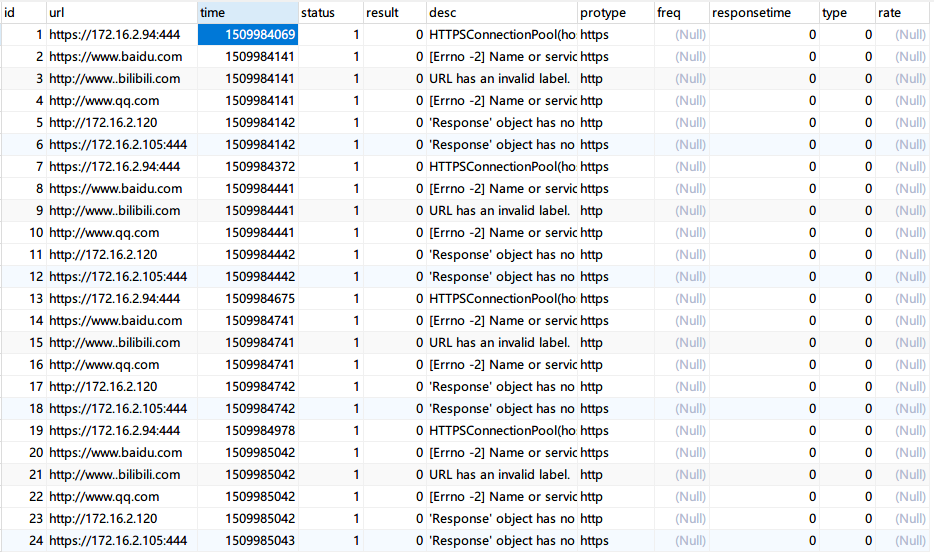 id url time status result desc protype freq responsetime type rate
1 https://172.16.2.94:444 1509984069 1 0 HTTPSConnectionPool(ho https (Null) 0 0 (Null)
2 https://www.baidu.com 1509984141 1 0 [Errno -2] Name or servic https (Null) 0 0 (Null)
3 http://www..bilibili.com 1509984141 1 0 URL has an invalid label. http (Null) 0 0 (Null)
4 http://www.qq.com 1509984141 1 0 [Errno -2] Name or servic http (Null) 0 0 (Null)
5 http://172.16.2.120 1509984142 1 0 'Response' object has no http (Null) 0 0 (Null)
6 https://172.16.2.105:444 1509984142 1 0 'Response' object has no https (Null) 0 0 (Null)
7 https://172.16.2.94:444 1509984372 1 0 HTTPSConnectionPool(ho https (Null) 0 0 (Null)
8 https://www.baidu.com 1509984441 1 0 [Errno -2] Name or servic https (Null) 0 0 (Null)
9 http://www..bilibili.com 1509984441 1 0 URL has an invalid label. http (Null) 0 0 (Null)
10 http://www.qq.com 1509984441 1 0 [Errno -2] Name or servic http (Null) 0 0 (Null)
11 http://172.16.2.120 1509984442 1 0 'Response' object has no http (Null) 0 0 (Null)
12 https://172.16.2.105:444 1509984442 1 0 'Response' object has no https (Null) 0 0 (Null)
13 https://172.16.2.94:444 1509984675 1 0 HTTPSConnectionPool(ho https (Null) 0 0 (Null)
14 https://www.baidu.com 1509984741 1 0 [Errno -2] Name or servic https (Null) 0 0 (Null)
15 http://www..bilibili.com 1509984741 1 0 URL has an invalid label. http (Null) 0 0 (Null)
16 http://www.qq.com 1509984741 1 0 [Errno -2] Name or servic http (Null) 0 0 (Null)
17 http://172.16.2.120 1509984742 1 0 'Response' object has no http (Null) 0 0 (Null)
18 https://172.16.2.105:444 1509984742 1 0 'Response' object has no https (Null) 0 0 (Null)
19 https://172.16.2.94:444 1509984978 1 0 HTTPSConnectionPool(ho https (Null) 0 0 (Null)
20 https://www.baidu.com 1509985042 1 0 [Errno -2] Name or servic https (Null) 0 0 (Null)
21 http://www..bilibili.com 1509985042 1 0 URL has an invalid label. http (Null) 0 0 (Null)
22 http://www.qq.com 1509985042 1 0 [Errno -2] Name or servic http (Null) 0 0 (Null)
23 http://172.16.2.120 1509985042 1 0 'Response' object has no http (Null) 0 0 (Null)
24 https://172.16.2.105:444 1509985043 1 0 'Response' object has no https (Null) 0 0 (Null)